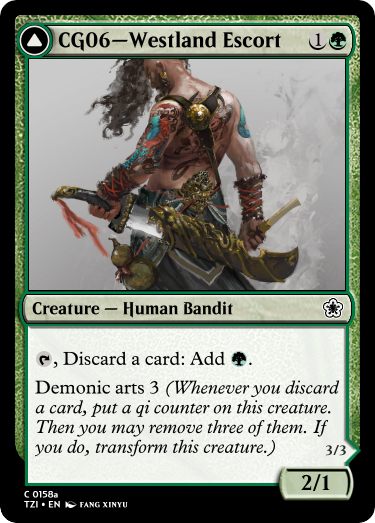 CG06—Westland Escort 1
Creature — Human Bandit
, Discard a card: Add .
Demonic arts 3 (Whenever you discard
a card, put a qi counter on this creature.
Then you may remove three of them. If
you do, transform this creature.)
3/3
2/1
C 0158a
TZI • EN FANG XINYU